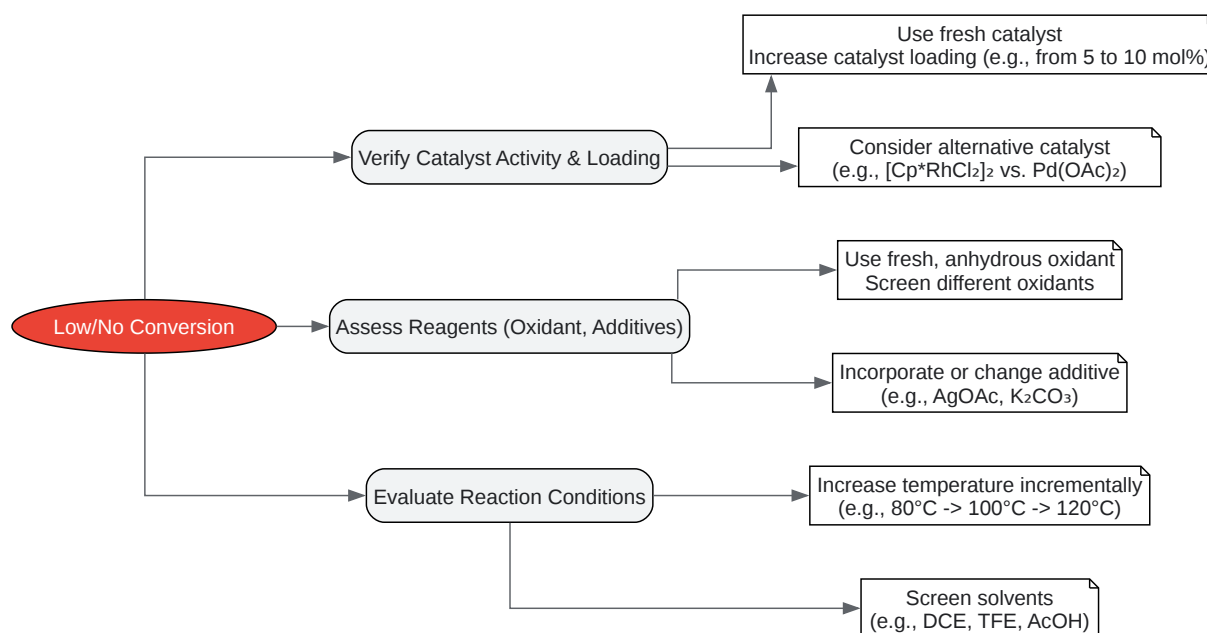 Use fresh catalyst
Increase catalyst loading (e.g., from 5 to 10 mol%)
Verify Catalyst Activity & Loading
Consider alternative catalyst
(e.g., [Cp*RhCl₂]₂ vs. Pd(OAc)₂)
Use fresh, anhydrous oxidant
Screen different oxidants
Low/No Conversion
Assess Reagents (Oxidant, Additives)
Incorporate or change additive
(e.g., AgOAc, K₂CO₃)
Evaluate Reaction Conditions
Increase temperature incrementally
(e.g., 80°C -> 100°C -> 120°C)
Screen solvents
(e.g., DCE, TFE, AcOH)